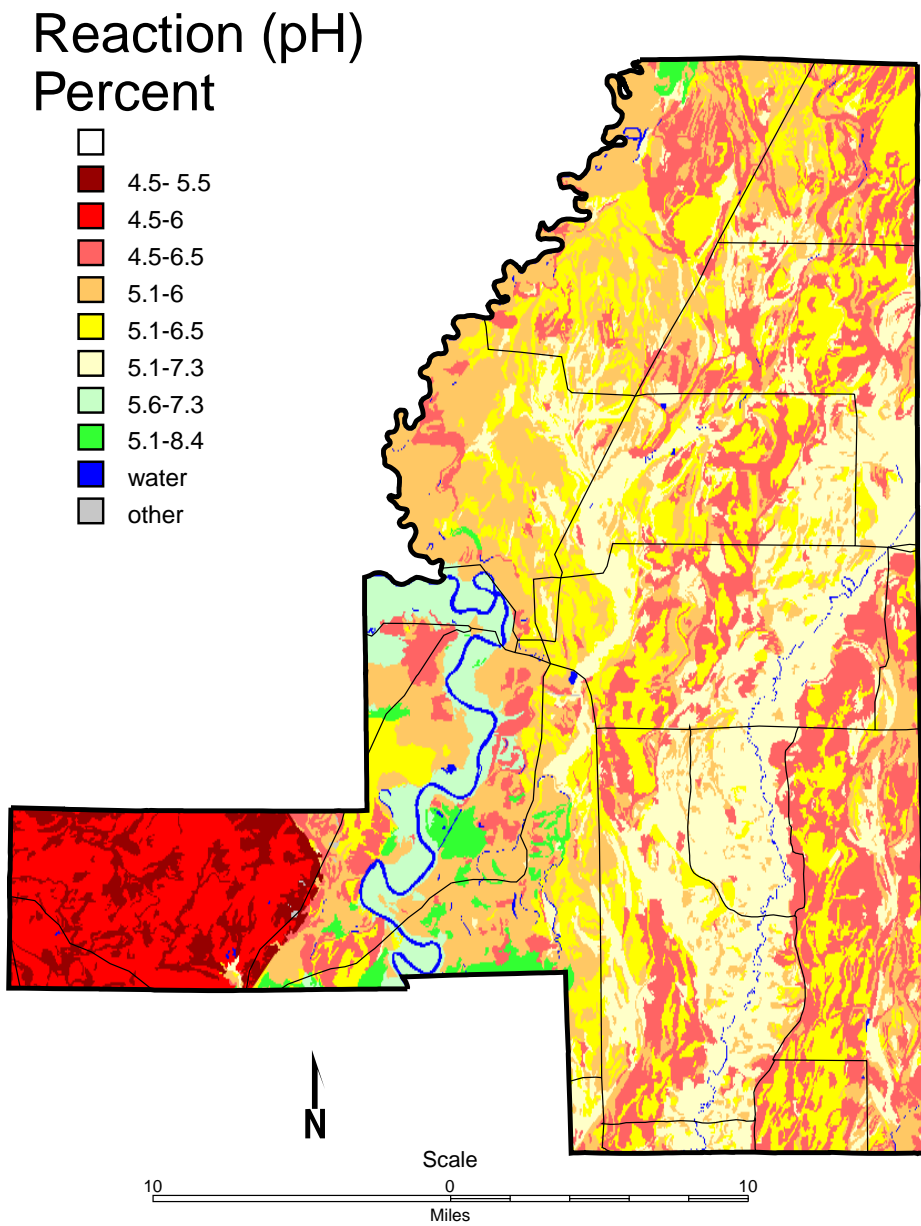 Reaction (pH)
Percent
4.5- 5.5
4.5-6
4.5-6.5
5.1-6
5.1-6.5
5.1-7.3
5.6-7.3
5.1-8.4
water
other
N
Scale
10 0 10
Miles